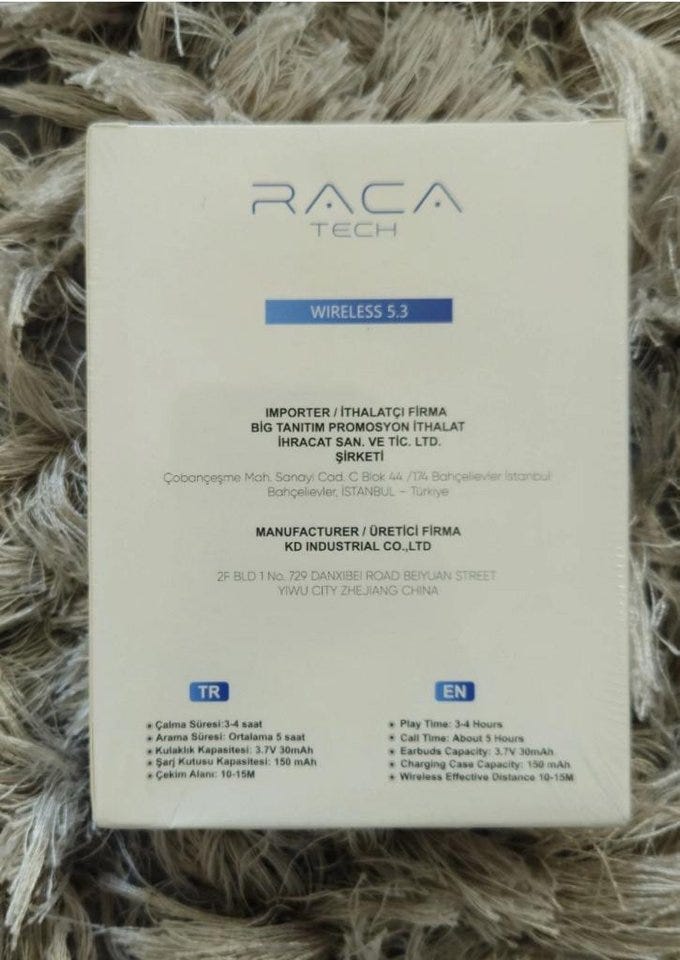 RACA
TECH
WIRELESS 5.3
IMPORTER / İTHALATÇI FİRMA
BİG TANITIM PROMOSYON İTHALAT
İHRACAT SAN. VE TİC. LTD.
ŞİRKETİ
Çobançeşme Mah. Sanayi Cad. C Blok 44 /174 Bahçelievler İstanbul
Bahçelievler, İSTANBUL – Türkiye
MANUFACTURER / ÜRETİCİ FİRMA
KD INDUSTRIAL CO.,LTD
2F BLD 1 No. 729 DANXIBEI ROAD BEIYUAN STREET
YIWU CITY ZHEJIANG CHINA
TR
• Çalma Süresi:3-4 saat
• Arama Süresi: Ortalama 5 saat
• Kulaklık Kapasitesi: 3.7V 30mAh
• Şarj Kutusu Kapasitesi: 150 mAh
• Çekim Alanı: 10-15M
EN
• Play Time: 3-4 Hours
• Call Time: About 5 Hours
• Earbuds Capacity: 3.7V 30mAh
• Charging Case Capacity: 150 mAh
• Wireless Effective Distance 10-15M